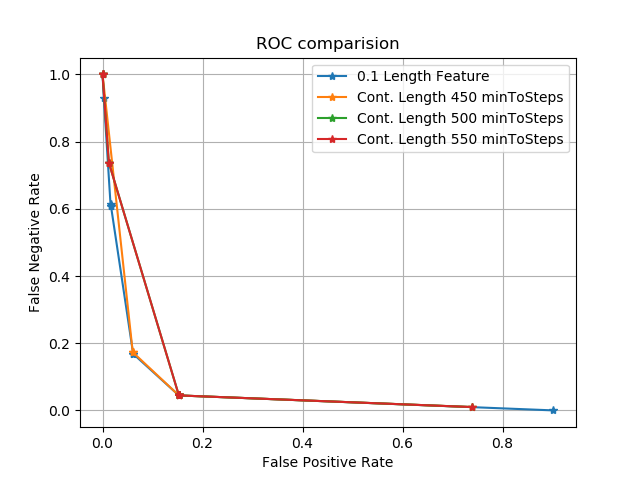 ROC comparision
1.0
0.8
0.6
0.4
0.2
0.0
False Negative Rate
0.1 Length Feature
Cont. Length 450 minToSteps
Cont. Length 500 minToSteps
Cont. Length 550 minToSteps
0.0 0.2 0.4 0.6 0.8
False Positive Rate